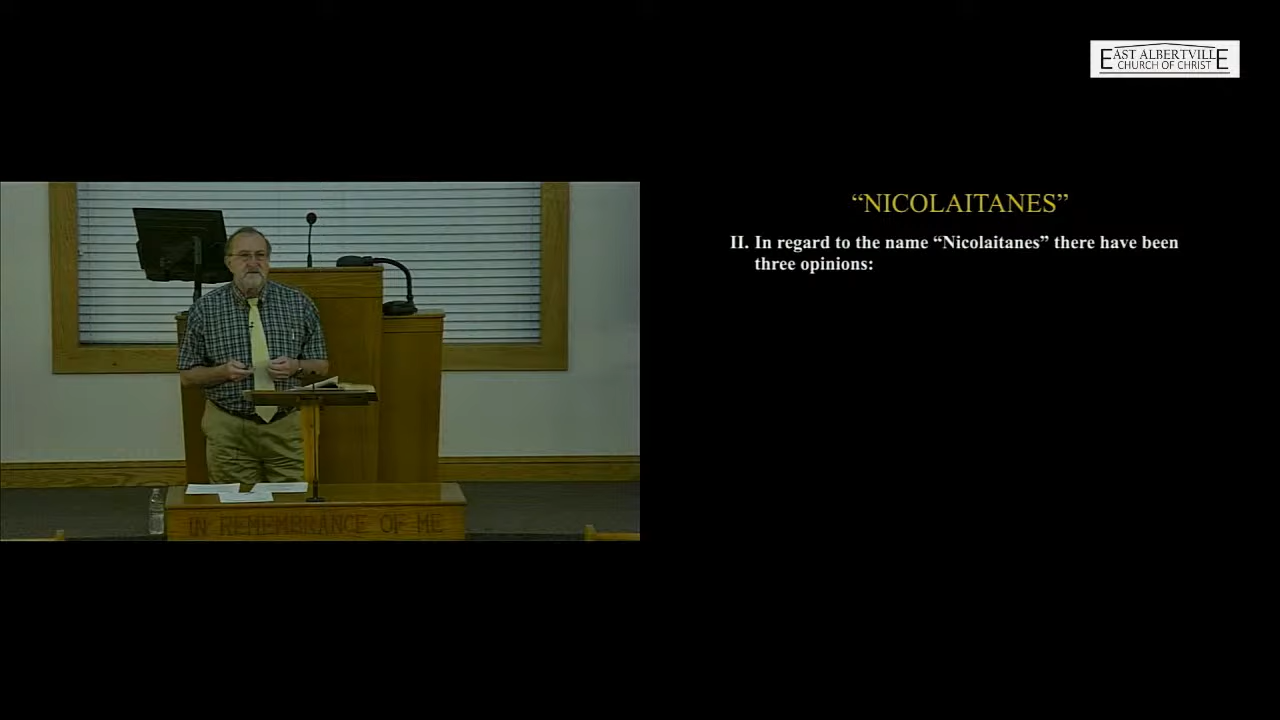 EAST ALBERTVILLE
CHURCH OF CHRIST
“NICOLAITANES”
II. In regard to the name “Nicolaitanes” there have been
three opinions:
IN REMEMBRANCE OF ME